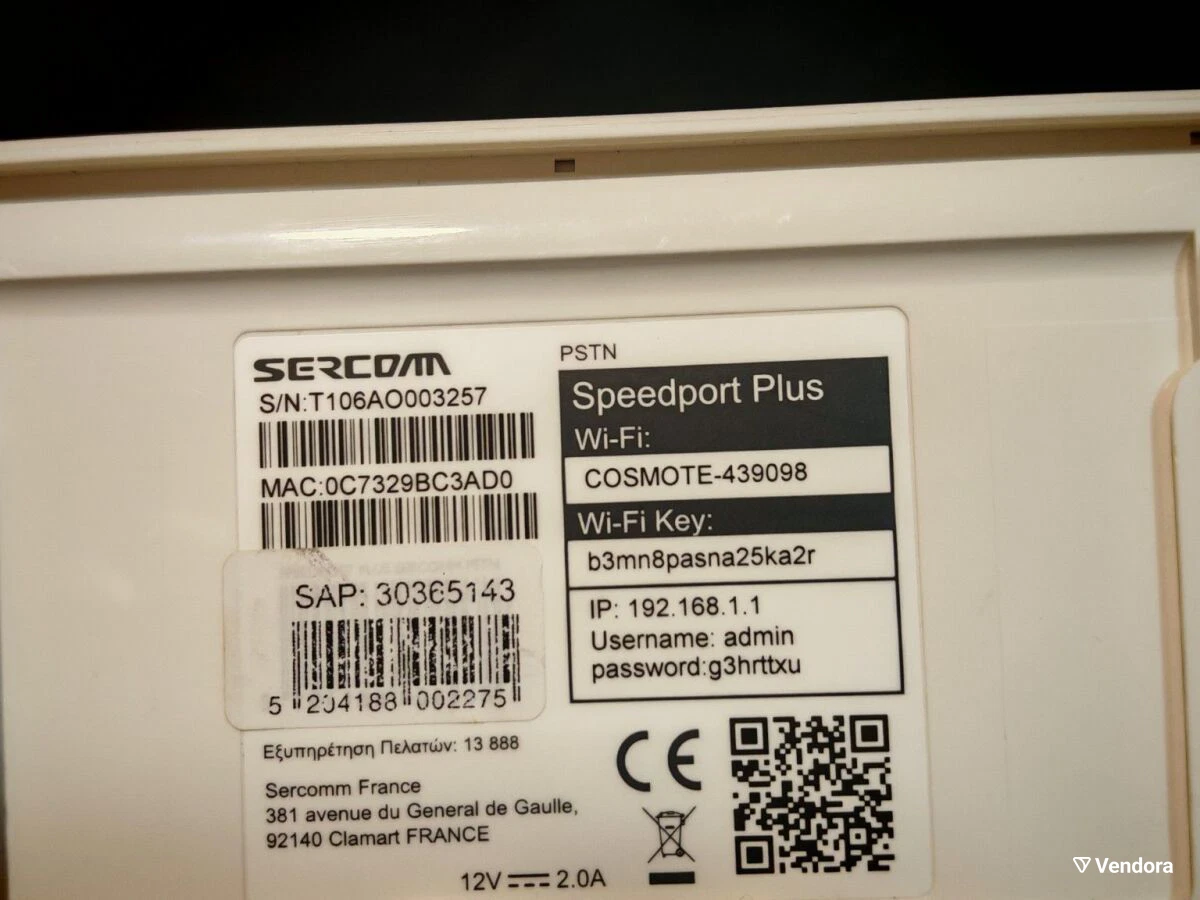 SERCOMM
S/N:T106AO003257
MAC:0C7329BC3AD0
SAP: 30365143
5 204188 002275
Εξυπηρέτηση Πελατών: 13 888
Sercomm France
381 avenue du General de Gaulle,
92140 Clamart FRANCE
12V 2.0A
PSTN
Speedport Plus
Wi-Fi:
COSMOTE-439098
Wi-Fi Key:
b3mn8pasna25ka2r
IP: 192.168.1.1
Username: admin
password:g3hrttxu
CE
Vendora